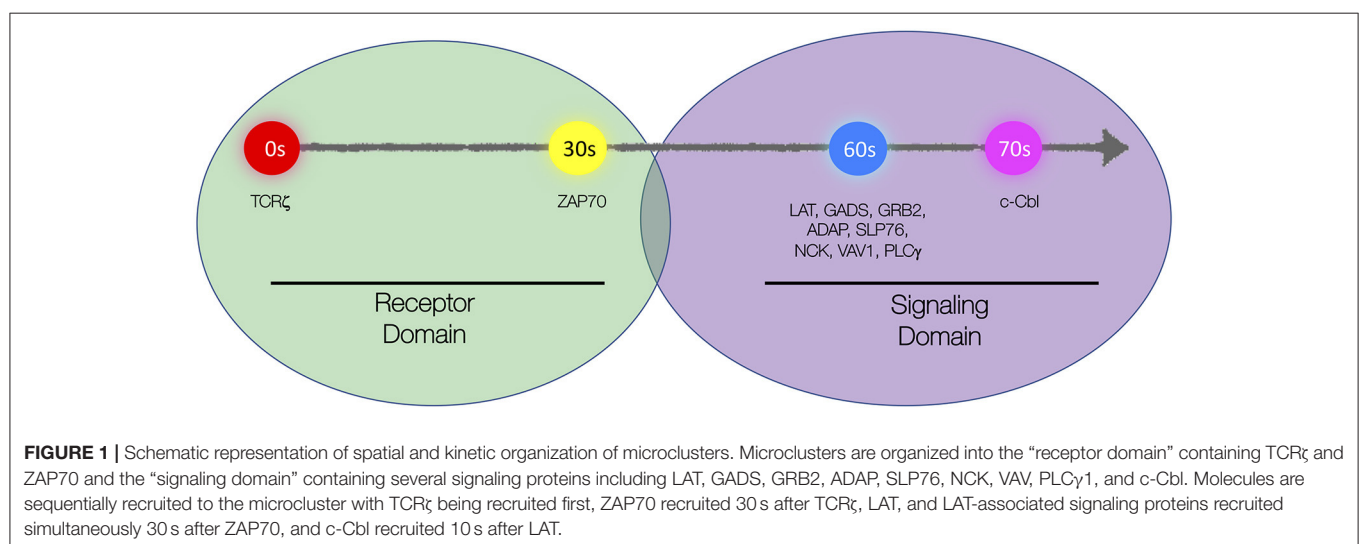 0s
30s
60s
70s
TCRζ
ZAP70
LAT, GADS, GRB2,
ADAP, SLP76,
NCK, VAV1, PLCγ
c-Cbl
Receptor
Domain
Signaling
Domain
FIGURE 1 | Schematic representation of spatial and kinetic organization of microclusters. Microclusters are organized into the “receptor domain” containing TCRζ and
ZAP70 and the “signaling domain” containing several signaling proteins including LAT, GADS, GRB2, ADAP, SLP76, NCK, VAV, PLCγ1, and c-Cbl. Molecules are
sequentially recruited to the microcluster with TCRζ being recruited first, ZAP70 recruited 30 s after TCRζ, LAT, and LAT-associated signaling proteins recruited
simultaneously 30 s after ZAP70, and c-Cbl recruited 10 s after LAT.